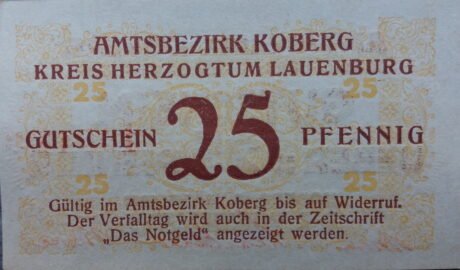 AMTSBEZIRK KOBERG
KREIS HERZOGTUM LAUENBURG
25 25
GUTSCHEIN 25 PFENNIG
25 25
Gültig im Amtsbezirk Koberg bis auf Widerruf.
Der Verfalltag wird auch in der Zeitschrift
„Das Notgeld" angezeigt werden.